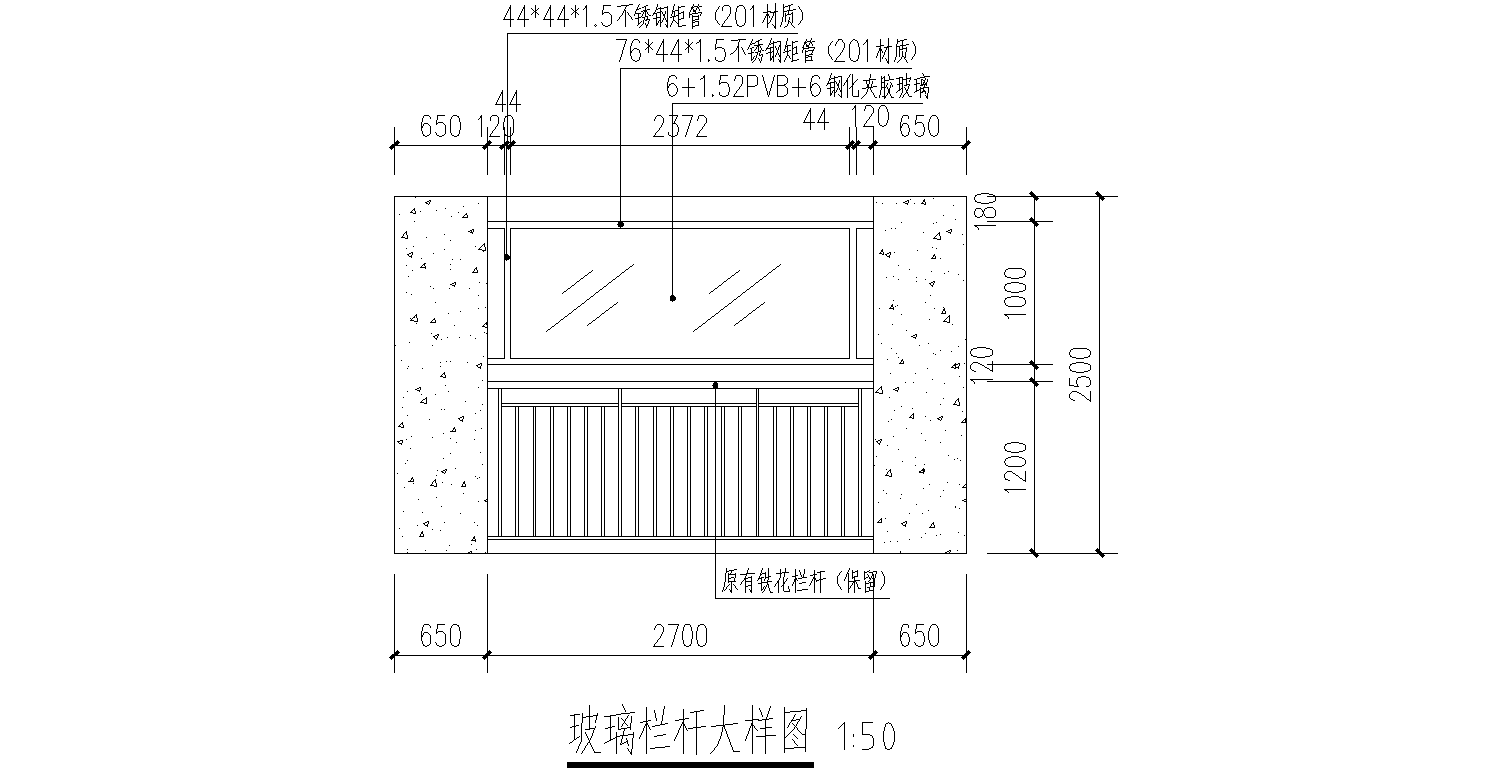 44*44*1.5不锈钢矩管（201材质）
76*44*1.5不锈钢矩管（201材质）
6+1.52PVB+6钢化夹胶玻璃
44
650 120 2372 44 120 650
180
1000
120
2500
1200
原有铁花栏杆（保留）
650 2700 650
玻璃栏杆大样图 1:50